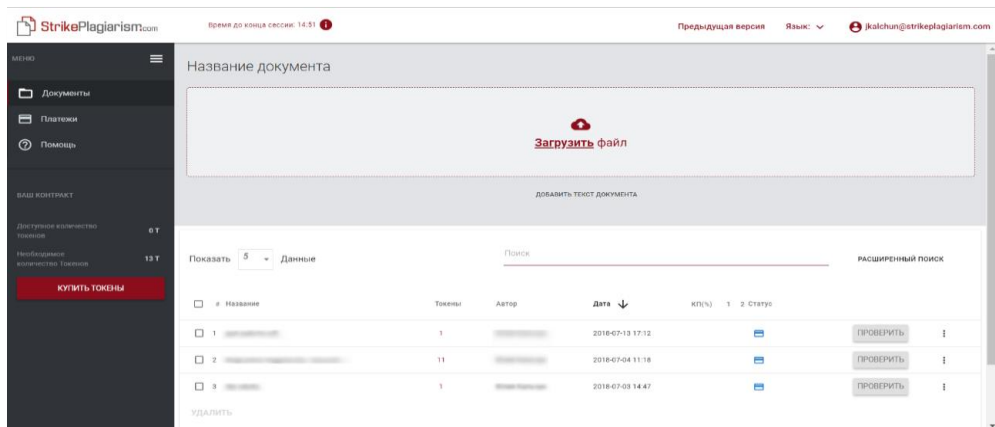 StrikePlagiarism.com
Время до конца сессии: 14:51
Предыдущая версия
Язык:
jkalchun@strikeplagiarism.com
МЕНЮ
Документы
Платежи
Помощь
ВАШ КОНТРАКТ
Доступное количество
токенов
0 T
Необходимое
количество Токенов
13 T
КУПИТЬ ТОКЕНЫ
Название документа
Загрузить файл
ДОБАВИТЬ ТЕКСТ ДОКУМЕНТА
Показать 5 Данные
Поиск
РАСШИРЕННЫЙ ПОИСК
# Название Токены Автор Дата КП(%) 1 2 Статус
1 1 2018-07-13 17:12 ПРОВЕРИТЬ
2 11 2018-07-04 11:18 ПРОВЕРИТЬ
3 1 2018-07-03 14:47 ПРОВЕРИТЬ
УДАЛИТЬ